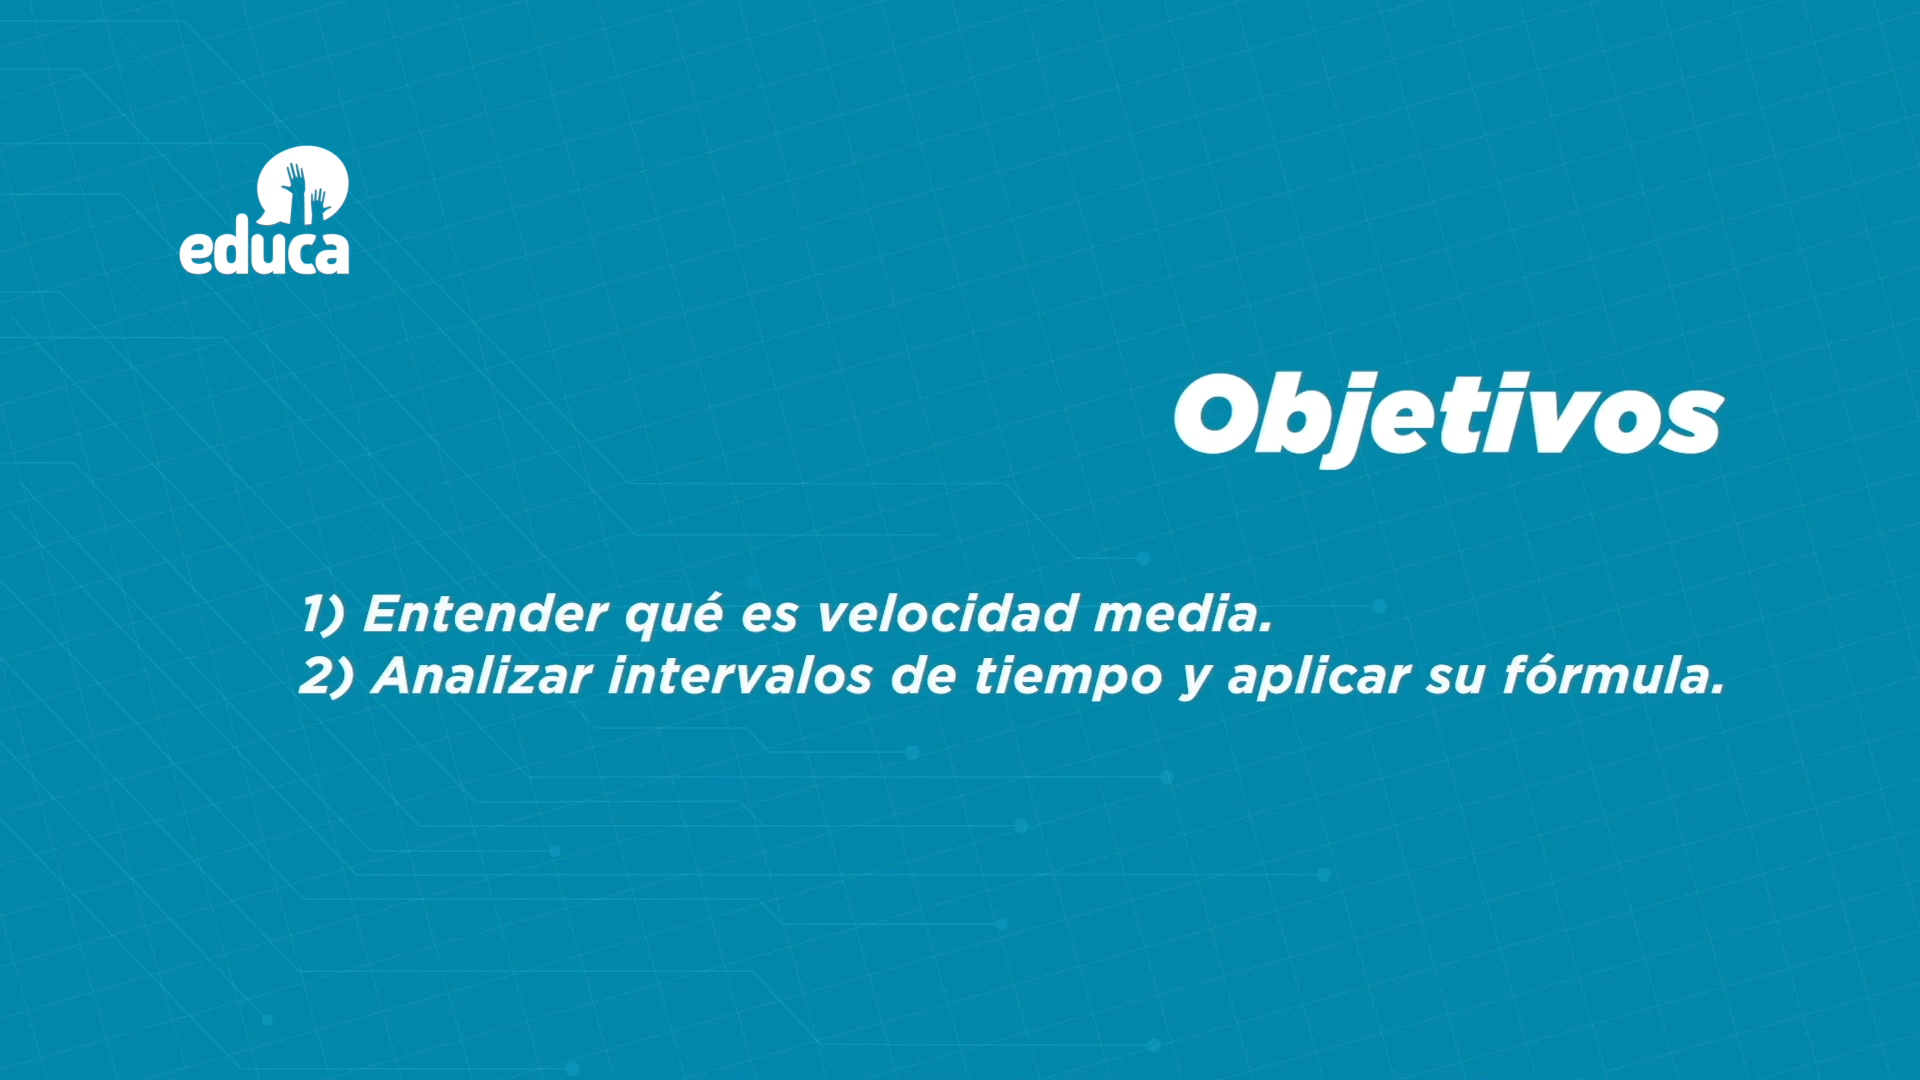 educa
Objetivos
1) Entender qué es velocidad media.
2) Analizar intervalos de tiempo y aplicar su fórmula.